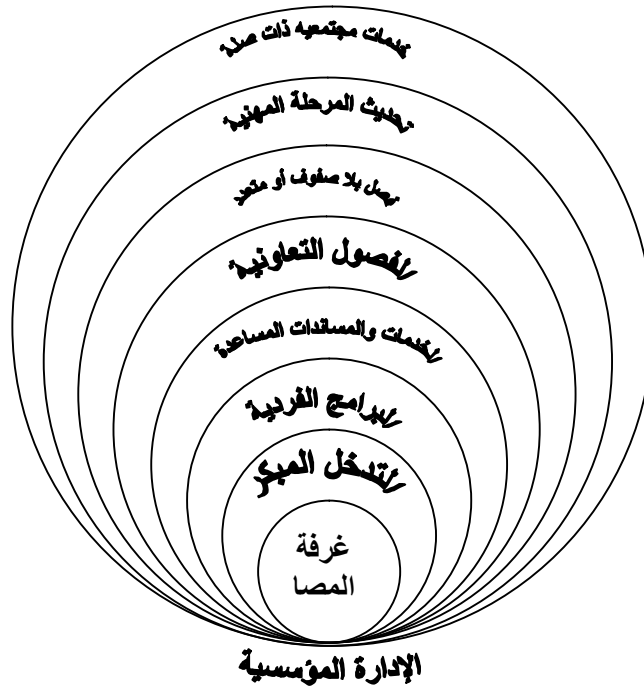 خدمات مجتمعيه ذات صلة
تحديث المرحلة المهنية
فصل بلا صفوف أو متعدد
الفصول التعاونية
الخدمات والمساندات المساعدة
البرامج الفردية
التدخل المبكر
غرفة
المصا
الإدارة المؤسسية